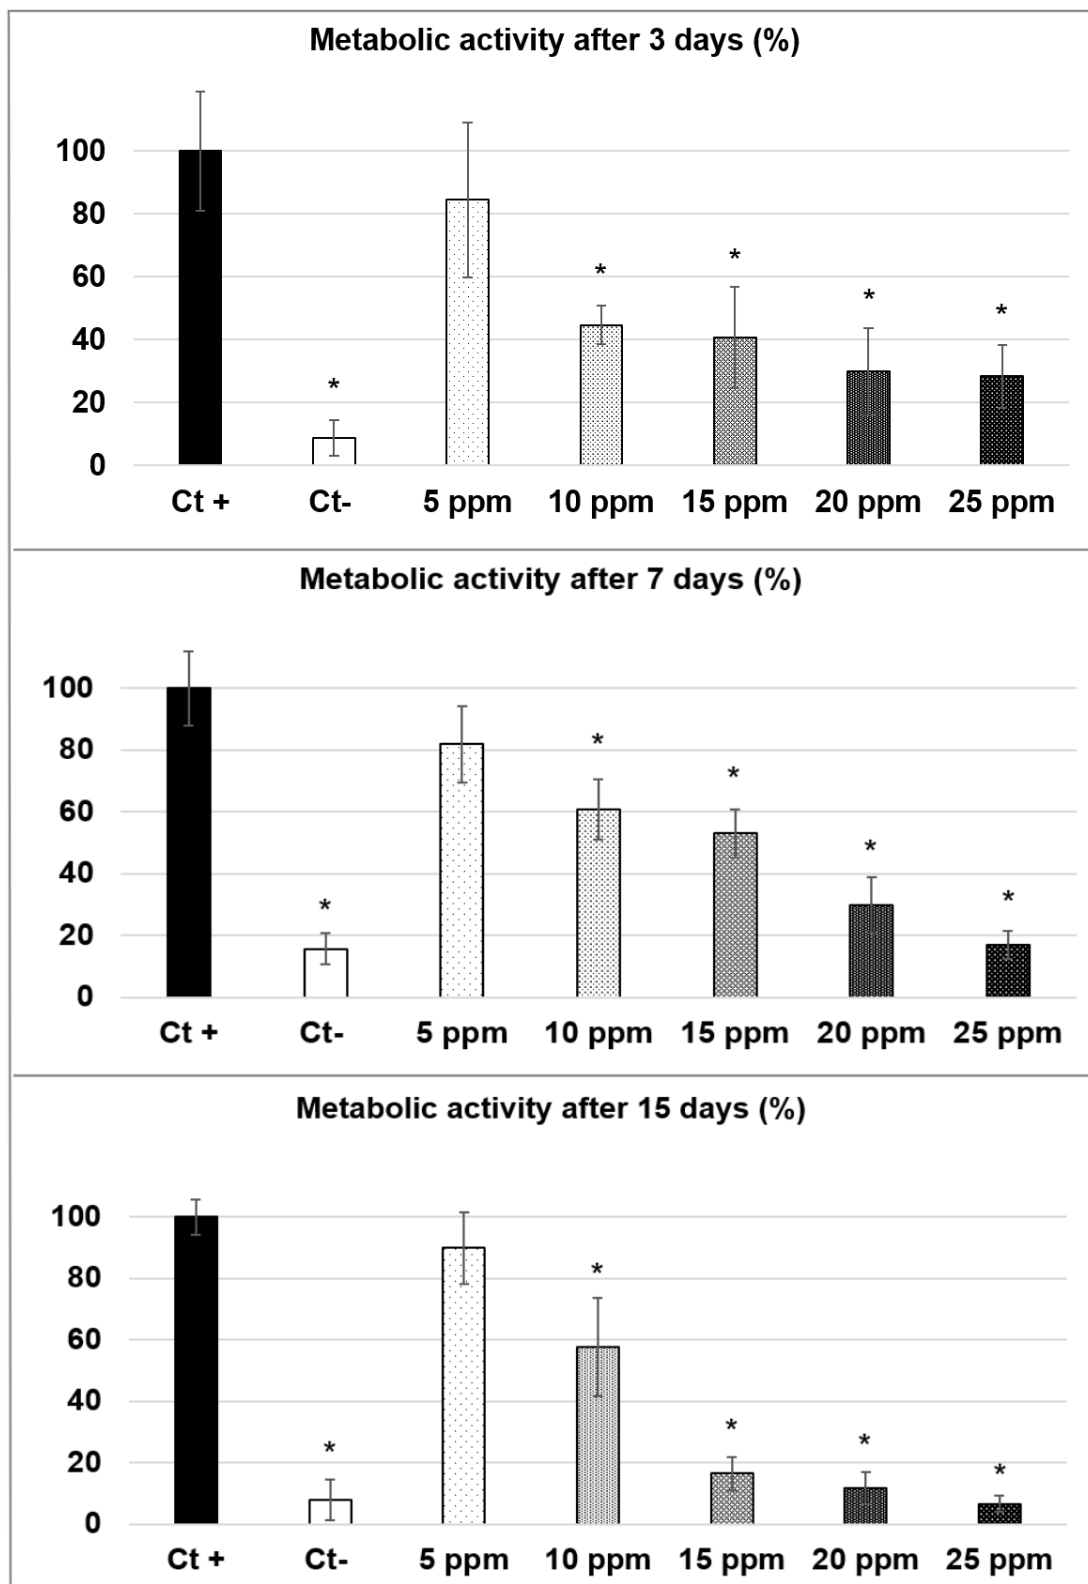 Metabolic activity after 3 days (%)
100
80
60
40
20
0
* * * * *
Ct + Ct- 5 ppm 10 ppm 15 ppm 20 ppm 25 ppm
Metabolic activity after 7 days (%)
100
80
60
40
20
0
* * * * *
Ct + Ct- 5 ppm 10 ppm 15 ppm 20 ppm 25 ppm
Metabolic activity after 15 days (%)
100
80
60
40
20
0
* * * * *
Ct + Ct- 5 ppm 10 ppm 15 ppm 20 ppm 25 ppm